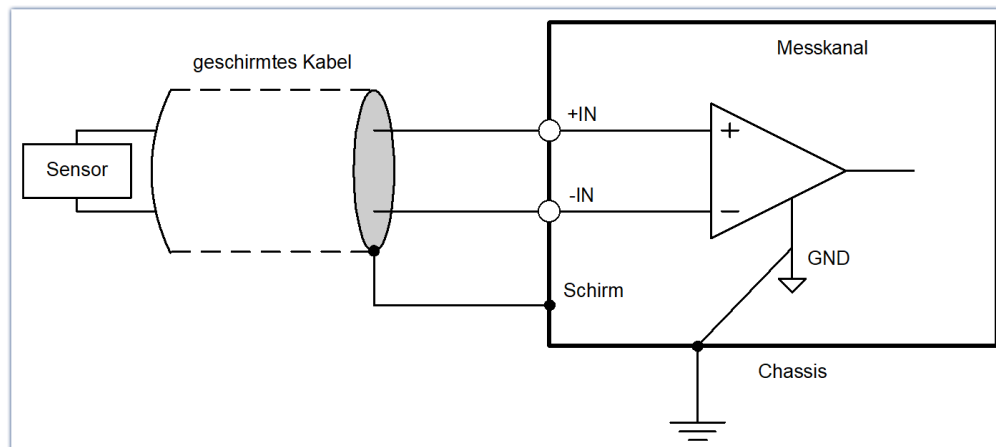 Messkanal
geschirmtes Kabel
+IN
+
Sensor
-IN
−
GND
Schirm
Chassis